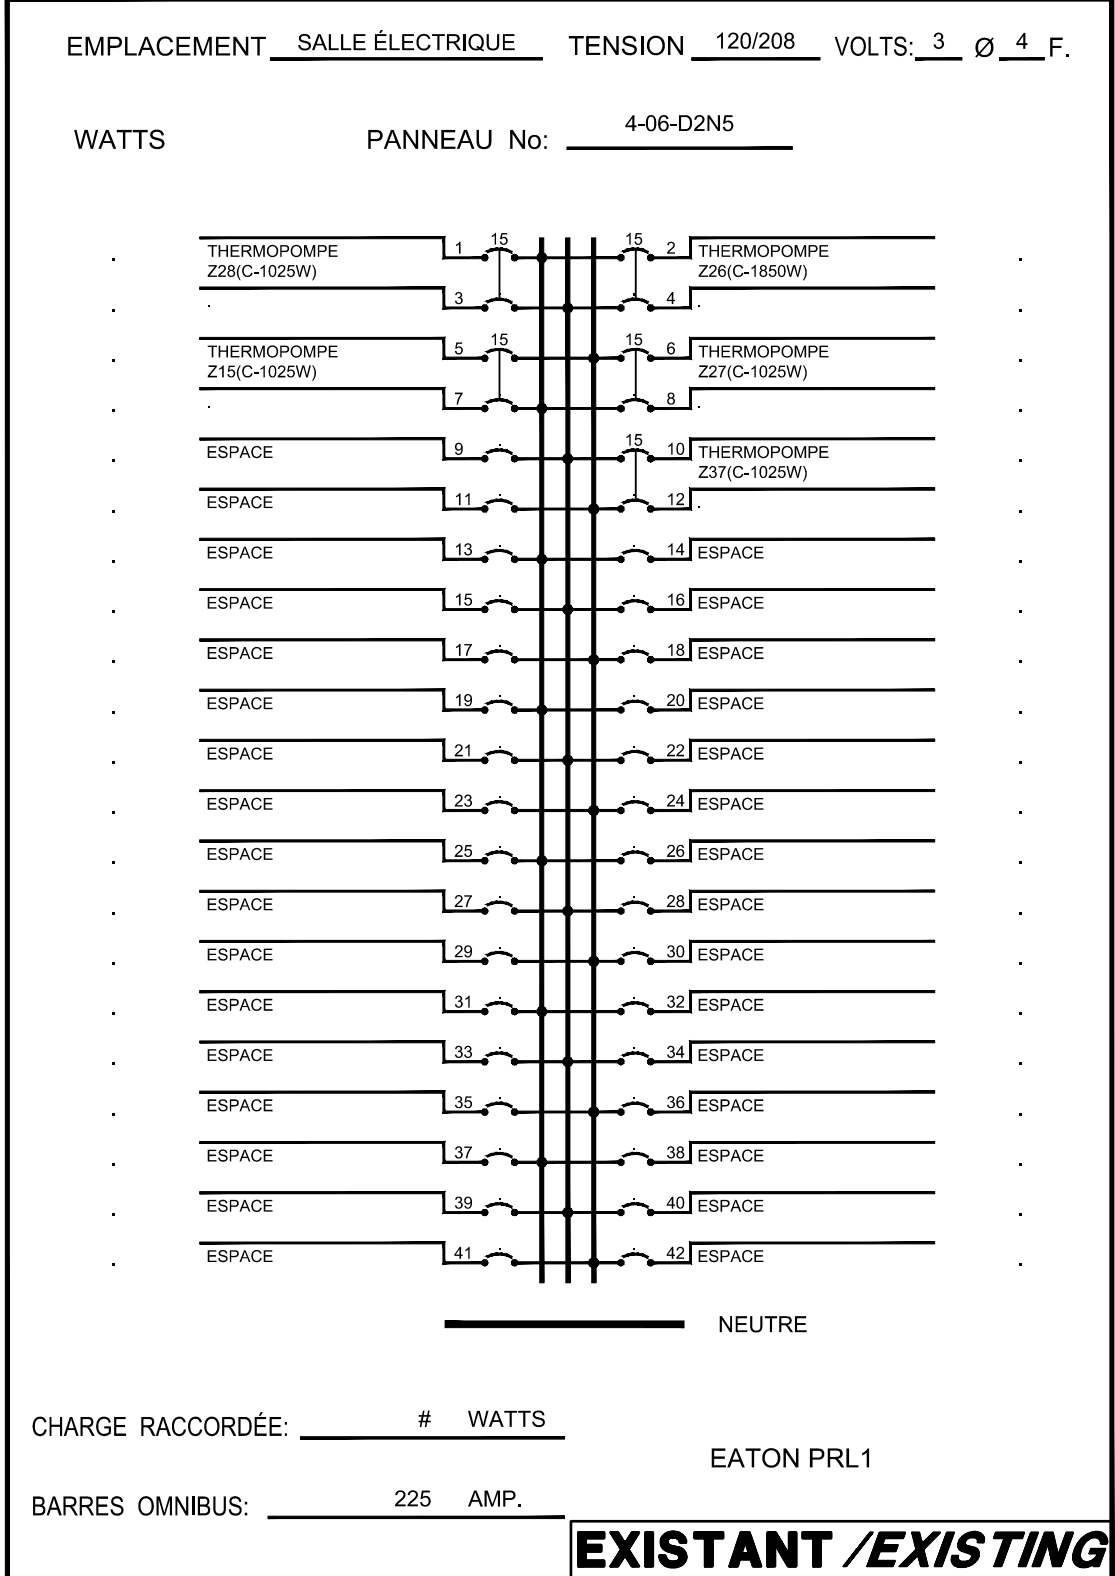 EMPLACEMENT SALLE ÉLECTRIQUE TENSION 120/208 VOLTS: 3 Ø 4 F.
WATTS PANNEAU No: 4-06-D2N5
15 15
THERMOPOMPE 1 2 THERMOPOMPE
Z28(C-1025W) Z26(C-1850W)
. 3 4 .
15 15
THERMOPOMPE 5 6 THERMOPOMPE
Z15(C-1025W) Z27(C-1025W)
. 7 8 .
15
ESPACE 9 10 THERMOPOMPE
Z37(C-1025W)
ESPACE 11 12 .
ESPACE 13 14 ESPACE
ESPACE 15 16 ESPACE
ESPACE 17 18 ESPACE
ESPACE 19 20 ESPACE
ESPACE 21 22 ESPACE
ESPACE 23 24 ESPACE
ESPACE 25 26 ESPACE
ESPACE 27 28 ESPACE
ESPACE 29 30 ESPACE
ESPACE 31 32 ESPACE
ESPACE 33 34 ESPACE
ESPACE 35 36 ESPACE
ESPACE 37 38 ESPACE
ESPACE 39 40 ESPACE
ESPACE 41 42 ESPACE
NEUTRE
CHARGE RACCORDÉE: # WATTS
EATON PRL1
BARRES OMNIBUS: 225 AMP.
EXISTANT /EXISTING